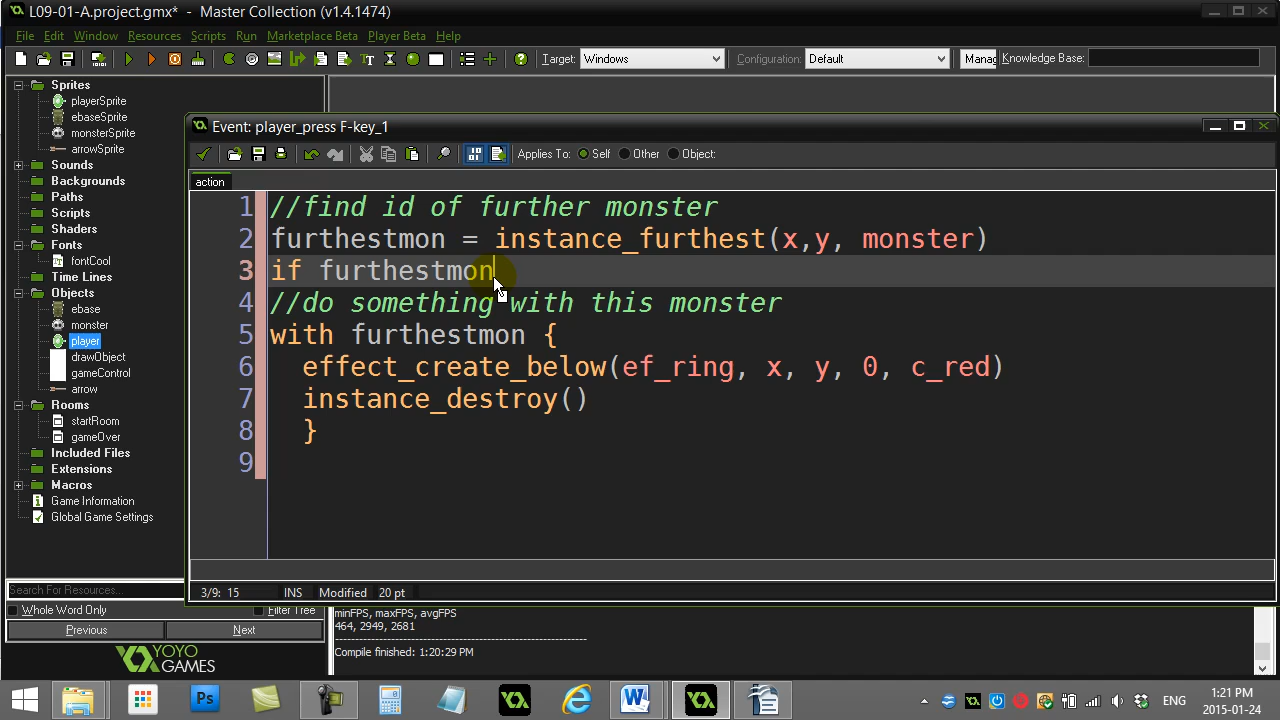 L09-01-A.project.gmx* - Master Collection (v1.4.1474)
File Edit Window Resources Scripts Run Marketplace Beta Player Beta Help
Target: Windows Configuration: Default Manag Knowledge Base:
Sprites
playerSprite
ebaseSprite
monsterSprite
arrowSprite
Sounds
Backgrounds
Paths
Scripts
Shaders
Fonts
fontCool
Time Lines
Objects
ebase
monster
player
drawObject
gameControl
arrow
Rooms
startRoom
gameOver
Included Files
Extensions
Macros
Game Information
Global Game Settings
Search For Resources...
Whole Word Only Filter Tree
Previous Next
YOYO
GAMES
Event: player_press F-key_1
Applies To: Self Other Object:
action
1 //find id of further monster
2 furthestmon = instance_furthest(x,y, monster)
3 if furthestmon
4 //do something with this monster
5 with furthestmon {
6 effect_create_below(ef_ring, x, y, 0, c_red)
7 instance_destroy()
8 }
9
3/9: 15 INS Modified 20 pt
minFPS, maxFPS, avgFPS
464, 2949, 2681
Compile finished: 1:20:29 PM
ENG
1:21 PM
2015-01-24